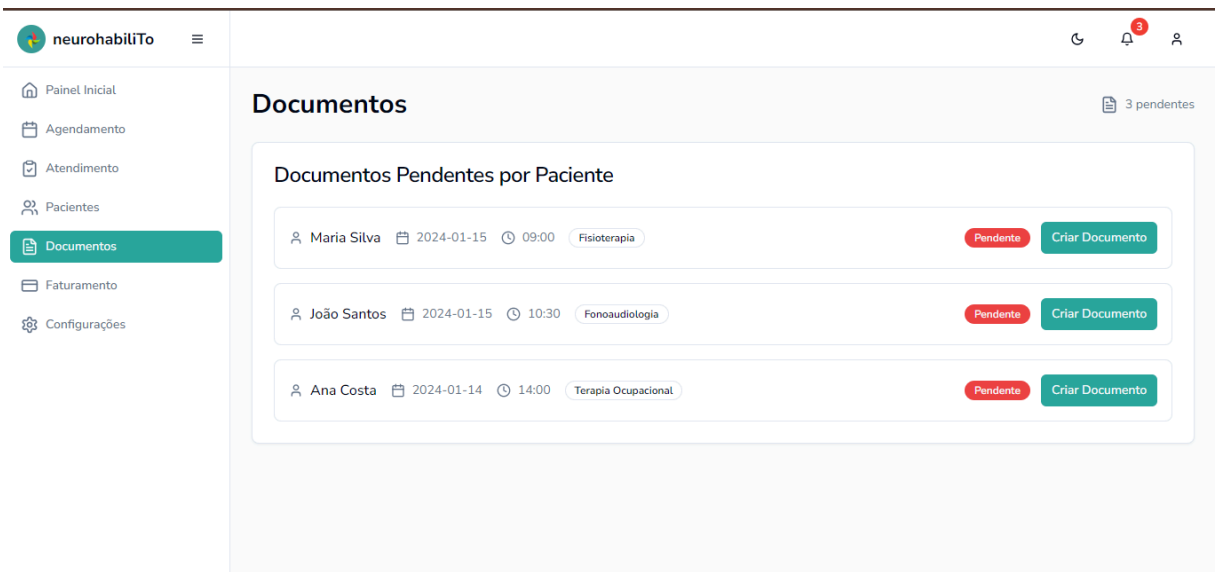 neurohabiliTo
3
Painel Inicial
Agendamento
Atendimento
Pacientes
Documentos
Faturamento
Configurações
Documentos
3 pendentes
Documentos Pendentes por Paciente
Maria Silva 2024-01-15 09:00 Fisioterapia Pendente Criar Documento
João Santos 2024-01-15 10:30 Fonoaudiologia Pendente Criar Documento
Ana Costa 2024-01-14 14:00 Terapia Ocupacional Pendente Criar Documento